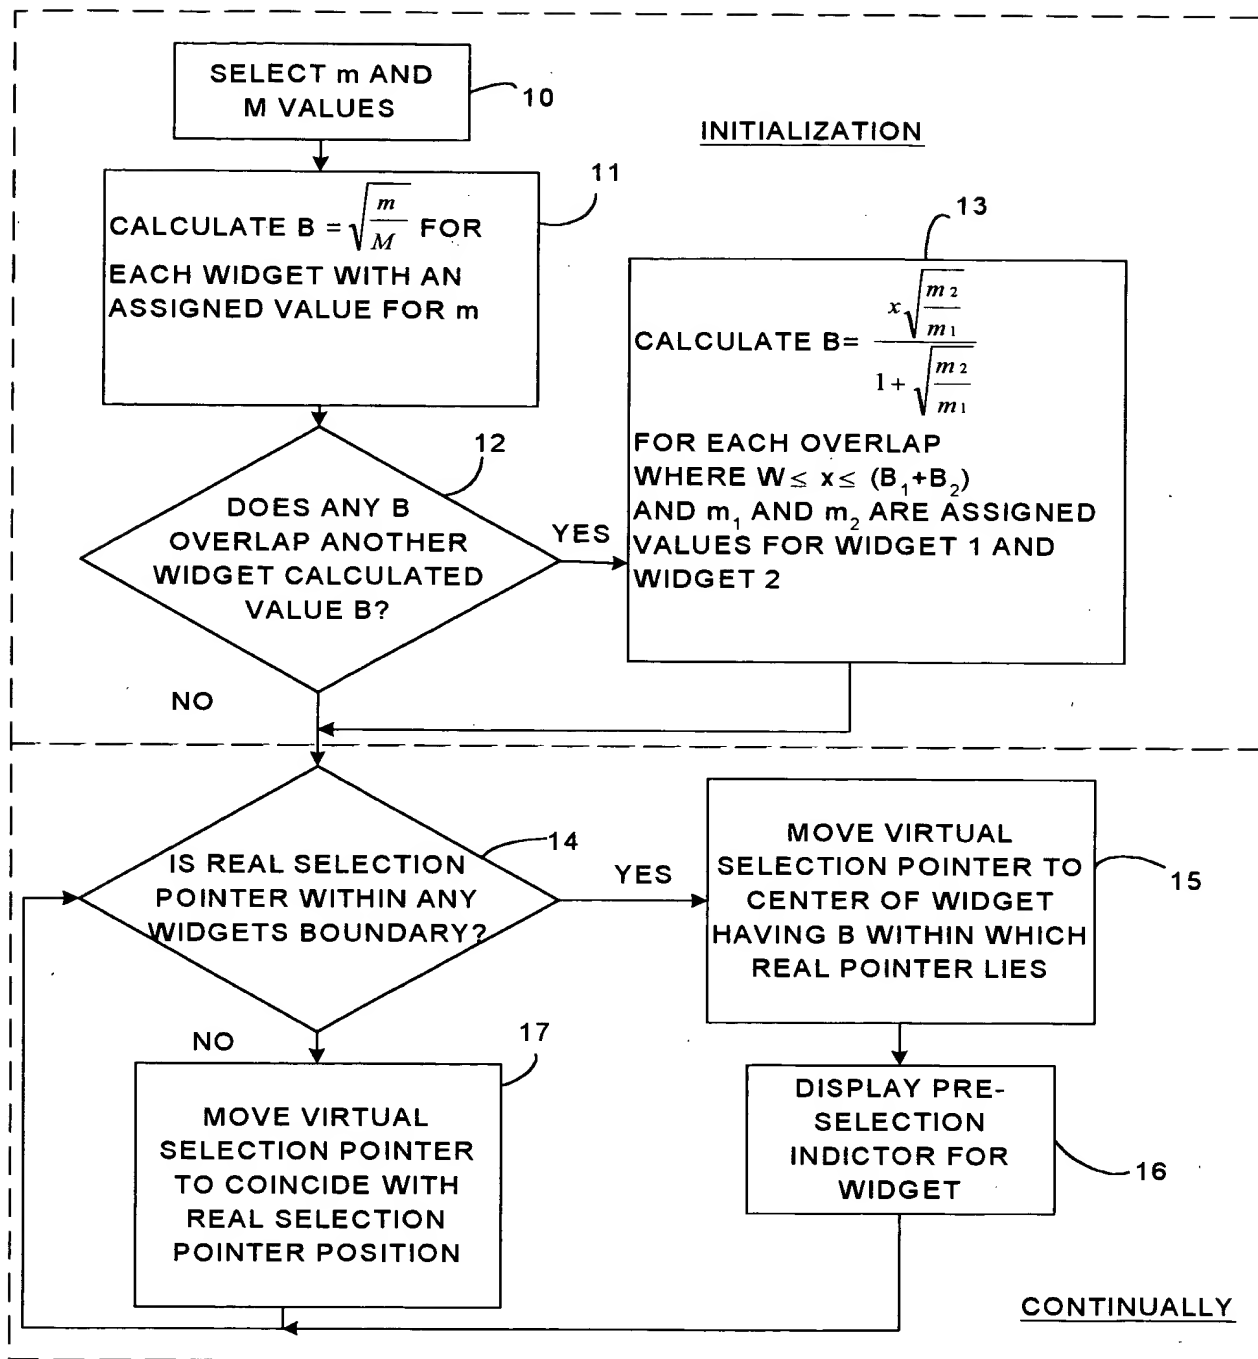 SELECT m AND
M VALUES
10
INITIALIZATION
CALCULATE B = √(m/M) FOR
EACH WIDGET WITH AN
ASSIGNED VALUE FOR m
11
13
CALCULATE B= x√(m2/m1) / 1 + √(m2/m1)
FOR EACH OVERLAP
WHERE W ≤ x ≤ (B1+B2)
AND m1 AND m2 ARE ASSIGNED
VALUES FOR WIDGET 1 AND
WIDGET 2
12
DOES ANY B
OVERLAP ANOTHER
WIDGET CALCULATED
VALUE B?
YES
NO
14
IS REAL SELECTION
POINTER WITHIN ANY
WIDGETS BOUNDARY?
YES
MOVE VIRTUAL
SELECTION POINTER TO
CENTER OF WIDGET
HAVING B WITHIN WHICH
REAL POINTER LIES
15
NO
17
MOVE VIRTUAL
SELECTION POINTER
TO COINCIDE WITH
REAL SELECTION
POINTER POSITION
DISPLAY PRE-
SELECTION
INDICTOR FOR
WIDGET
16
CONTINUALLY